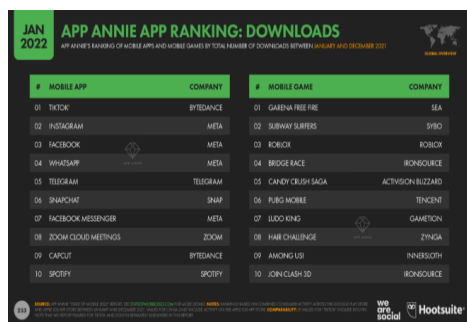 JAN
2022
APP ANNIE APP RANKING: DOWNLOADS
APP ANNIE'S RANKING OF MOBILE APPS AND MOBILE GAMES BY TOTAL NUMBER OF DOWNLOADS BETWEEN JANUARY AND DECEMBER 2021
GLOBAL OVERVIEW
# MOBILE APP COMPANY
01 TIKTOK* BYTEDANCE
02 INSTAGRAM META
03 FACEBOOK META
04 WHATSAPP META
05 TELEGRAM TELEGRAM
06 SNAPCHAT SNAP
07 FACEBOOK MESSENGER META
08 ZOOM CLOUD MEETINGS ZOOM
09 CAPCUT BYTEDANCE
10 SPOTIFY SPOTIFY
# MOBILE GAME COMPANY
01 GARENA FREE FIRE SEA
02 SUBWAY SURFERS SYBO
03 ROBLOX ROBLOX
04 BRIDGE RACE IRONSOURCE
05 CANDY CRUSH SAGA ACTIVISION BLIZZARD
06 PUBG MOBILE TENCENT
07 LUDO KING GAMETION
08 HAIR CHALLENGE ZYNGA
09 AMONG US! INNERSLOTH
10 JOIN CLASH 3D IRONSOURCE
we
are
social
Hootsuite